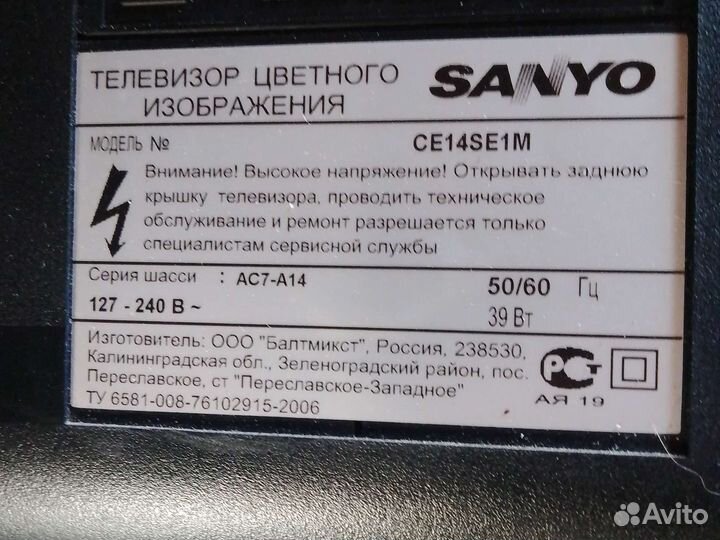 ТЕЛЕВИЗОР ЦВЕТНОГО ИЗОБРАЖЕНИЯ
SANYO
МОДЕЛЬ № CE14SE1M
Внимание! Высокое напряжение! Открывать заднюю
крышку телевизора, проводить техническое
обслуживание и ремонт разрешается только
специалистам сервисной службы
Серия шасси : AC7-A14
50/60 Гц
127 - 240 В ~
39 Вт
Изготовитель: ООО "Балтмикст", Россия, 238530,
Калининградская обл., Зеленоградский район, пос.
Переславское, ст "Переславское-Западное"
ТУ 6581-008-76102915-2006
РСТ
АЯ 19
Avito